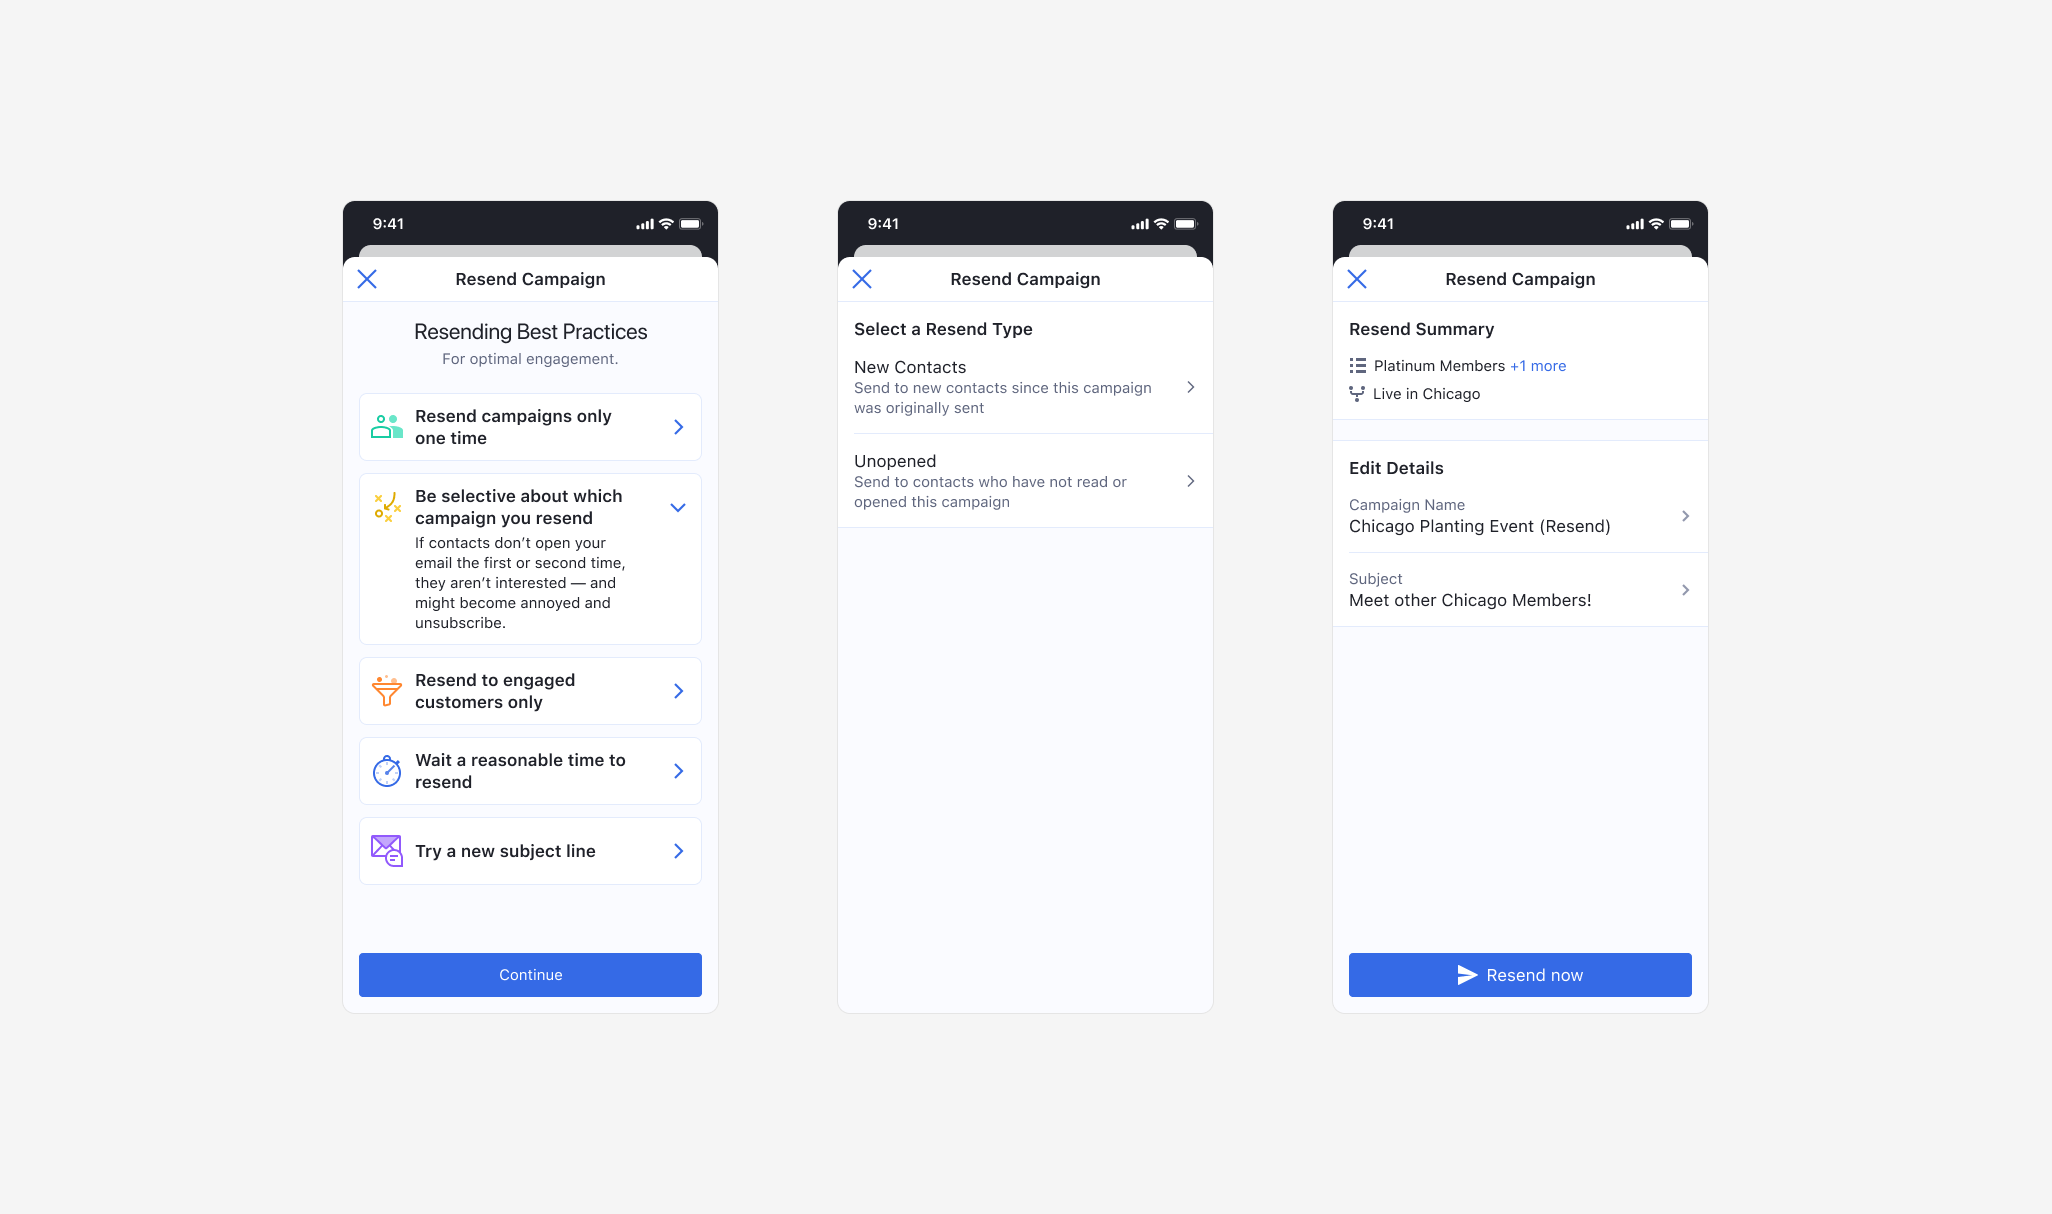 9:41
Resend Campaign
Resending Best Practices
For optimal engagement.
Resend campaigns only
one time
Be selective about which
campaign you resend
If contacts don’t open your
email the first or second time,
they aren’t interested — and
might become annoyed and
unsubscribe.
Resend to engaged
customers only
Wait a reasonable time to
resend
Try a new subject line
Continue
9:41
Resend Campaign
Select a Resend Type
New Contacts
Send to new contacts since this campaign
was originally sent
Unopened
Send to contacts who have not read or
opened this campaign
9:41
Resend Campaign
Resend Summary
Platinum Members +1 more
Live in Chicago
Edit Details
Campaign Name
Chicago Planting Event (Resend)
Subject
Meet other Chicago Members!
Resend now